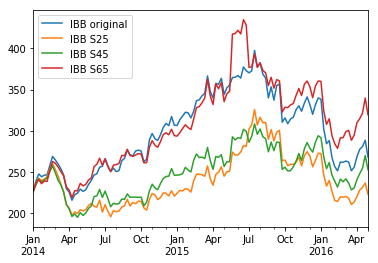 IBB original
IBB S25
IBB S45
IBB S65
400
350
300
250
200
Jan
2014
Apr
Jul
Oct
Jan
2015
Apr
Jul
Oct
Jan
2016
Apr